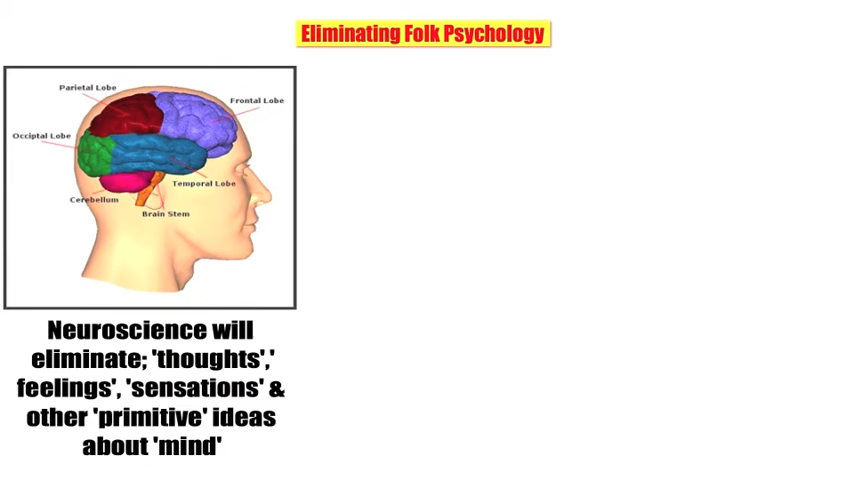 Eliminating Folk Psychology
Parietal Lobe
Frontal Lobe
Occiptal Lobe
Temporal Lobe
Cerebellum
Brain Stem
Neuroscience will
eliminate; 'thoughts','
feelings', 'sensations' &
other 'primitive' ideas
about 'mind'